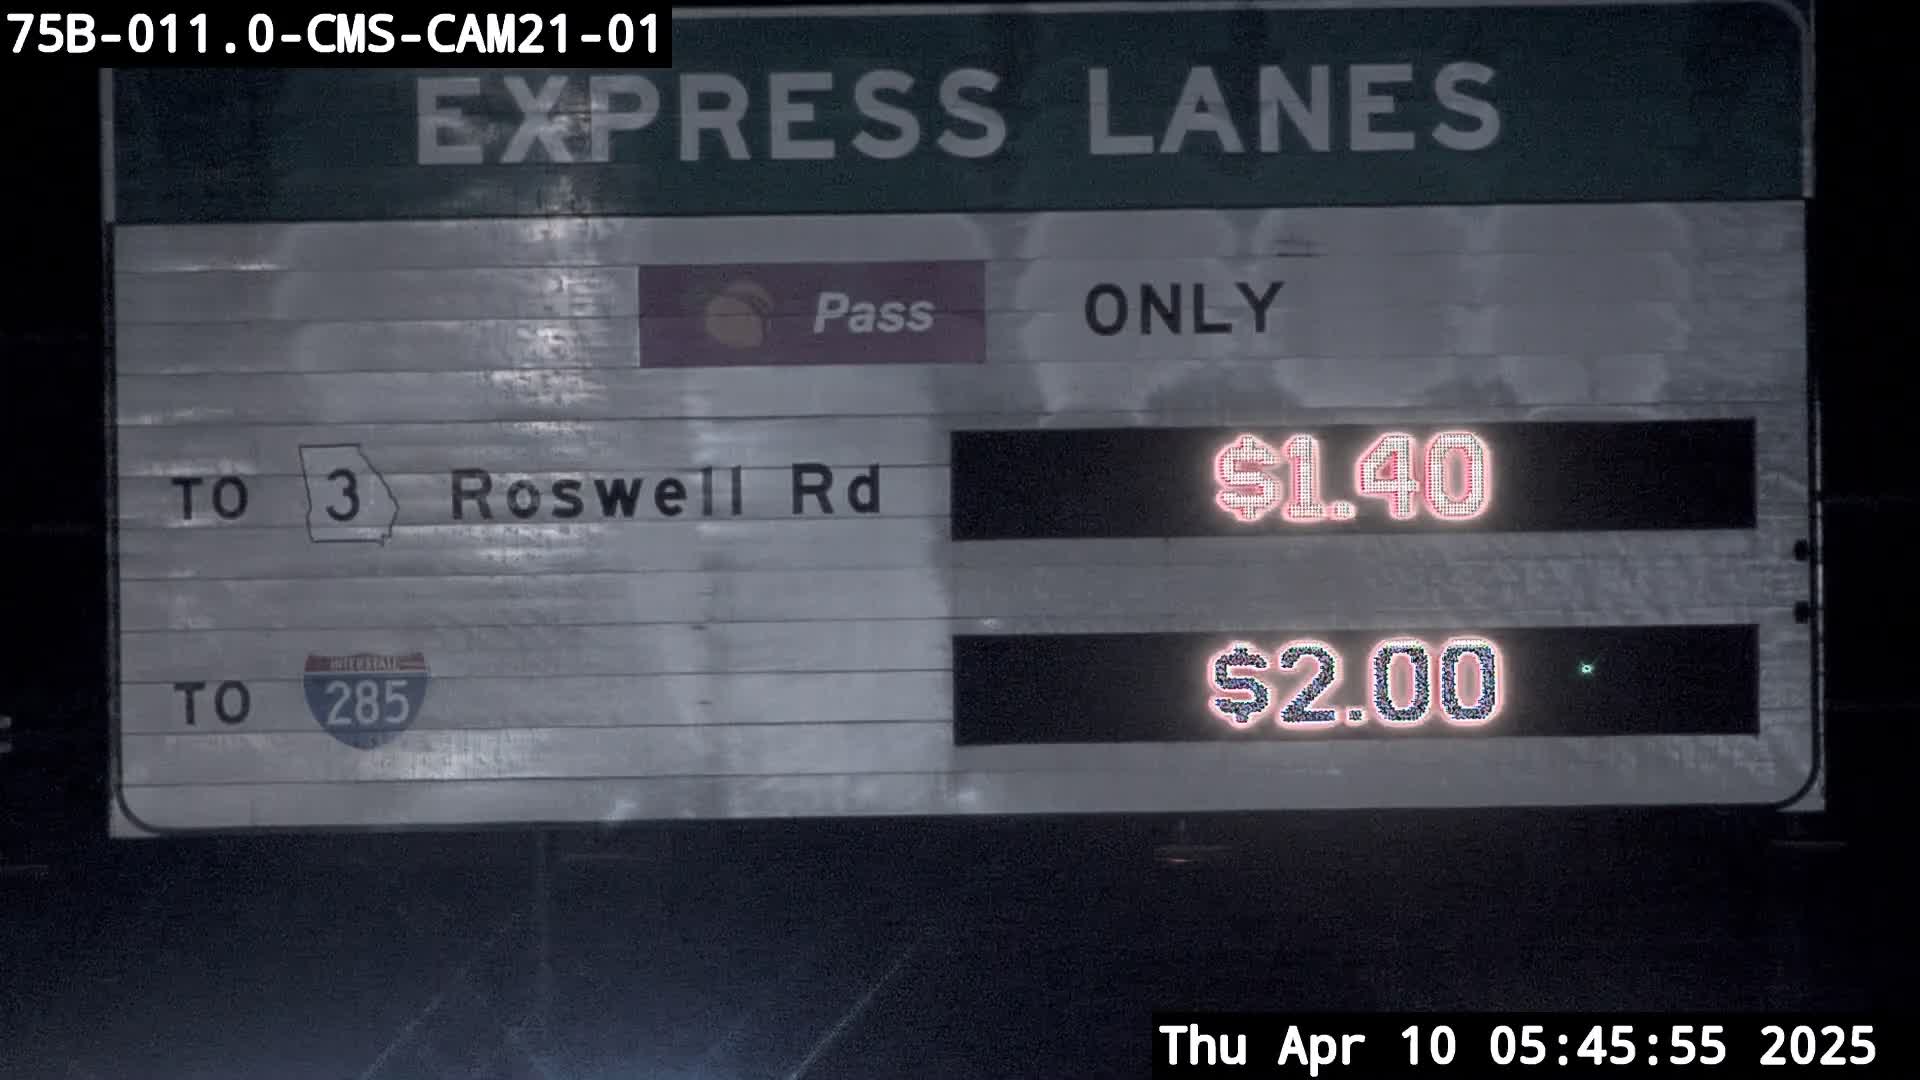 75B-011.0-CMS-CAM21-01
EXPRESS LANES
Pass ONLY
TO 3 Roswell Rd $1.40
INTERSTATE
TO 285 $2.00
Thu Apr 10 05:45:55 2025